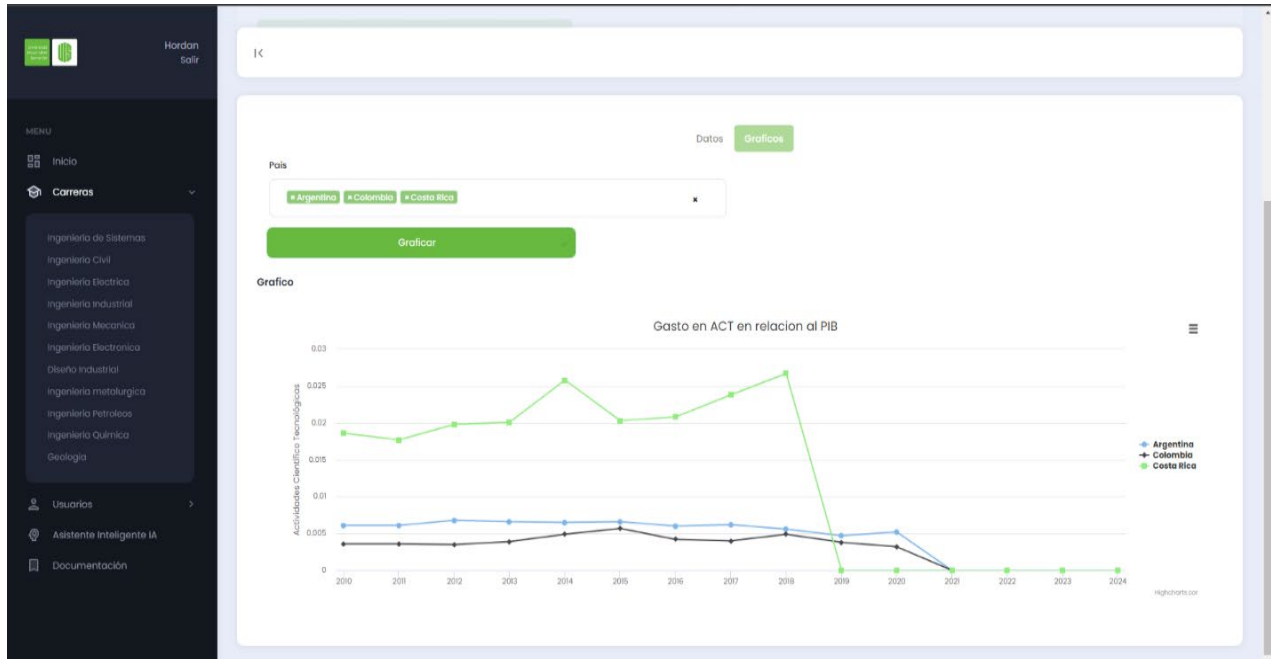 Hordan
Salir
MENU
Inicio
Carreras
Ingenieria de Sistemas
Ingenieria Civil
Ingenieria Electrica
Ingenieria Industrial
Ingenieria Mecanica
Ingenieria Electronica
Diseño Industrial
Ingenieria metalurgica
Ingenieria Petroleos
Ingenieria Quimica
Geologia
Usuarios
Asistente Inteligente IA
Documentación
Datos
Graficos
Pais
× Argentina × Colombia × Costa Rica ×
Graficar
Grafico
Gasto en ACT en relacion al PIB
Actividades Científico Tecnológicas
0.03
0.025
0.02
0.015
0.01
0.005
0
2010 2011 2012 2013 2014 2015 2016 2017 2018 2019 2020 2021 2022 2023 2024
Argentina
Colombia
Costa Rica
Highcharts.com